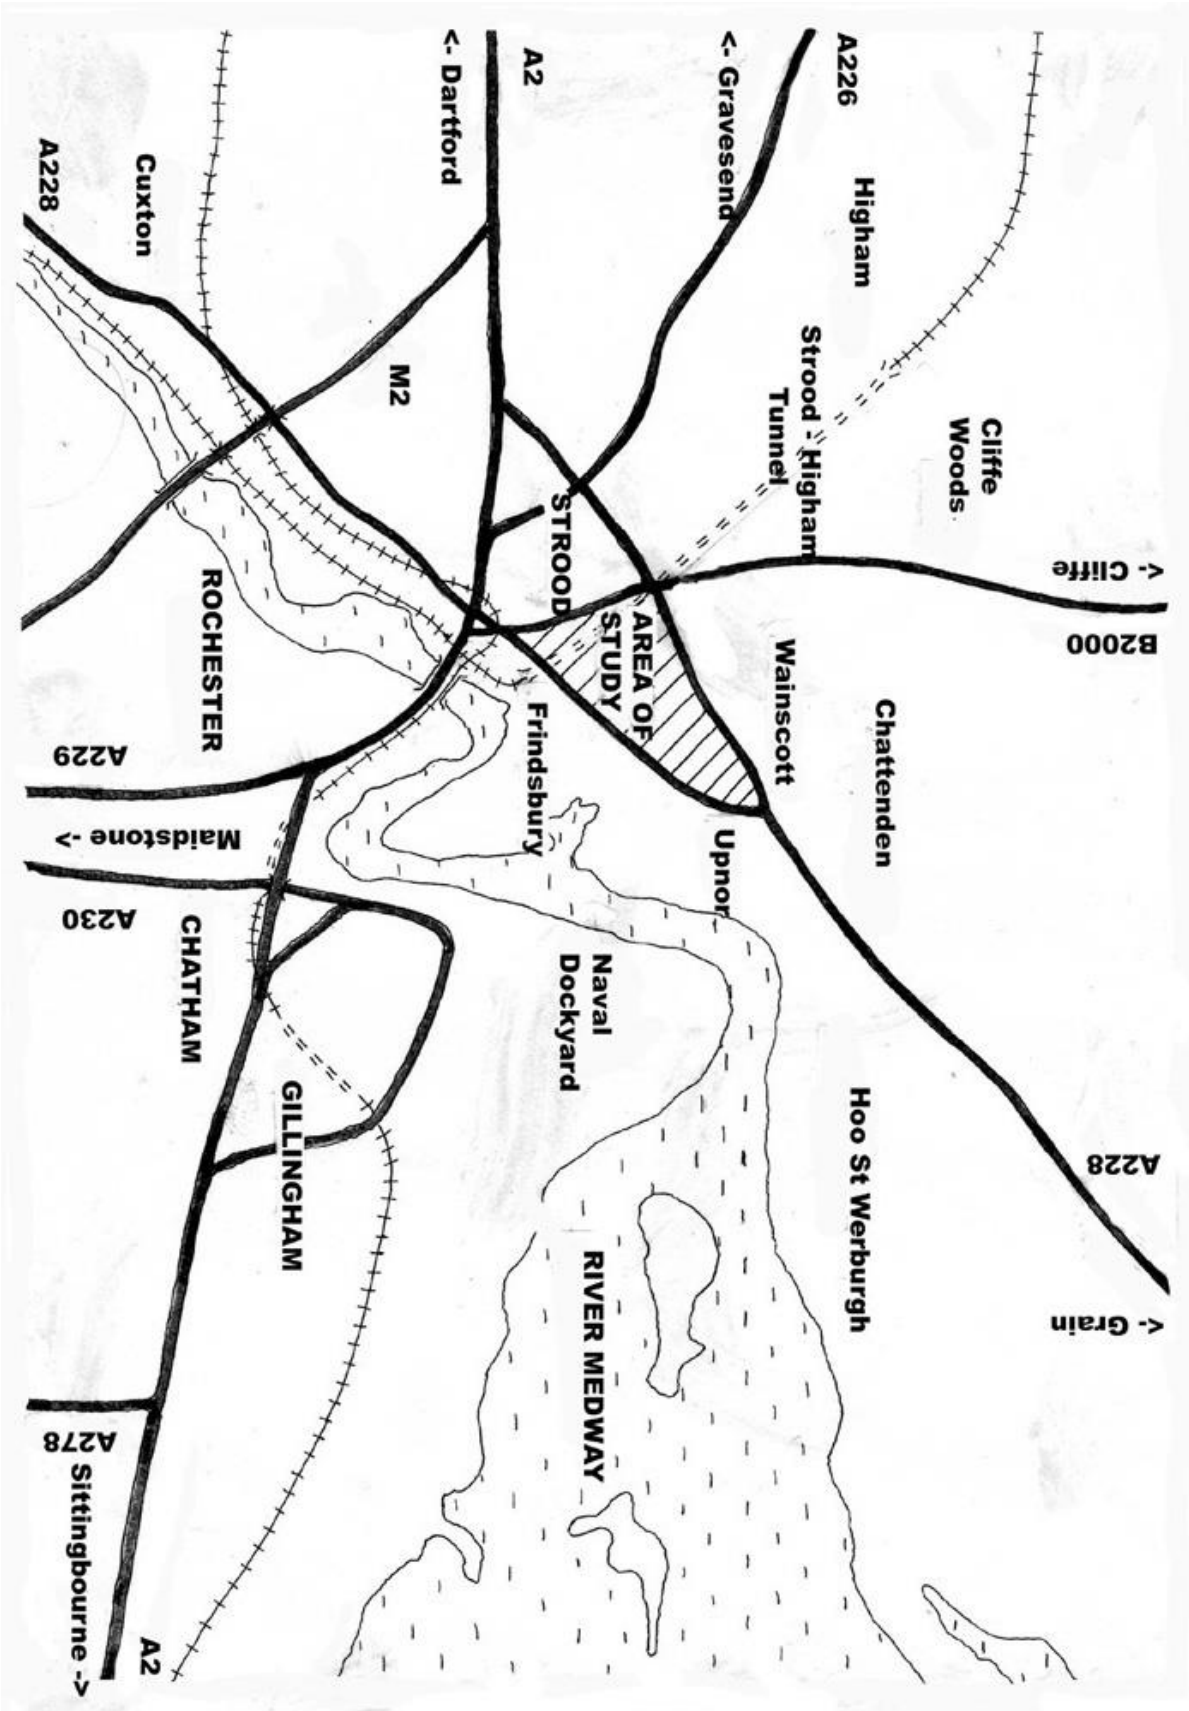 A228
Cuxton
<- Dartford
A2
<- Gravesend
A226
Higham
M2
Strood - Higham
Tunnel
Cliffe
Woods
<- Cliffe
B2000
STROOD
AREA OF
STUDY
Wainscott
Chattenden
ROCHESTER
Frindsbury
Upnor
A229
Maidstone ->
A230
CHATHAM
Naval
Dockyard
GILLINGHAM
Hoo St Werburgh
A228
<- Grain
RIVER MEDWAY
A278
Sittingbourne ->
A2